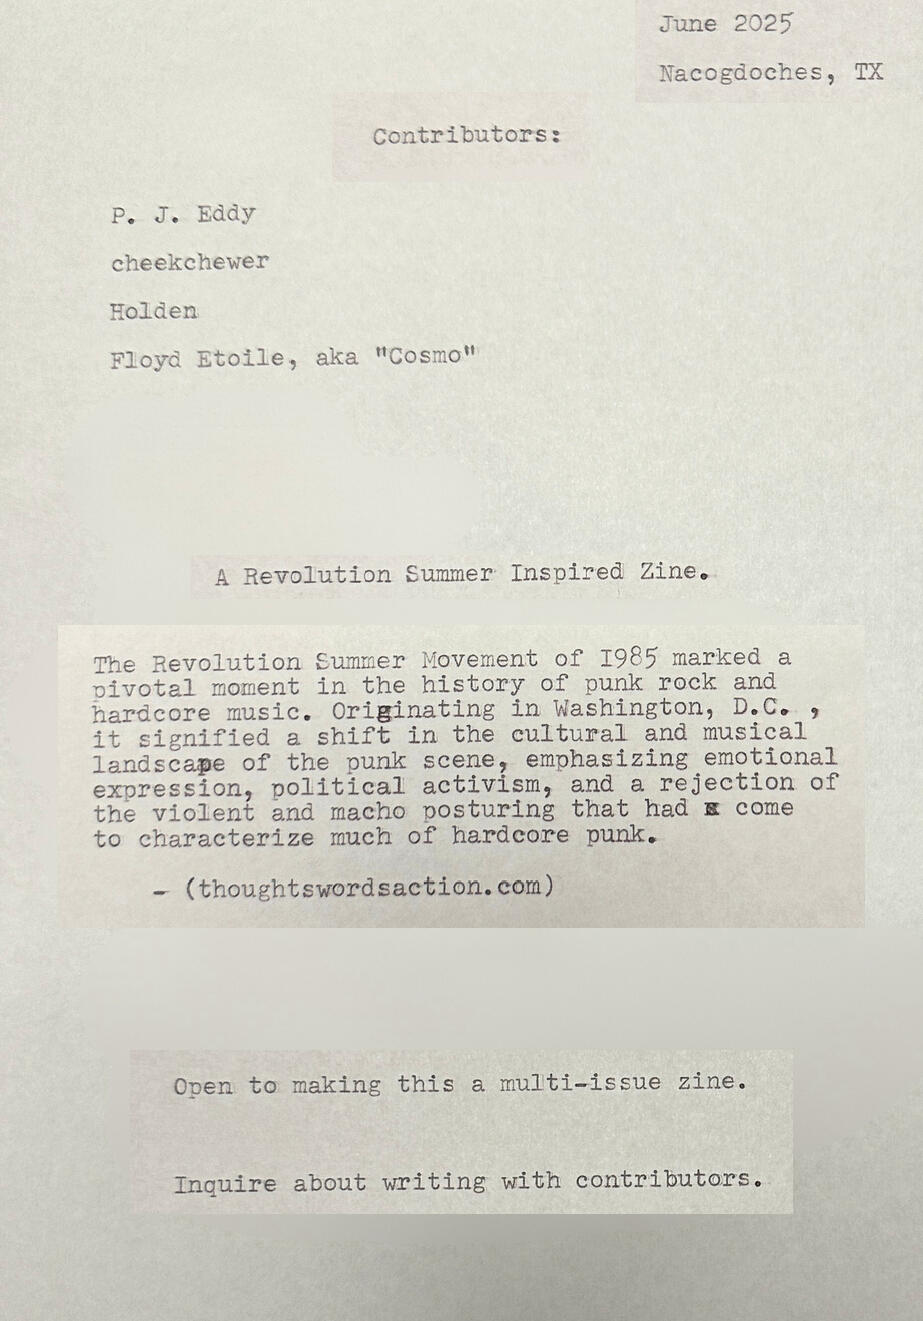 June 2025
Nacogdoches, TX
Contributors:
P. J. Eddy
cheekchewer
Holden
Floyd Etoile, aka "Cosmo"
A Revolution Summer Inspired Zine.
The Revolution Summer Movement of 1985 marked a
pivotal moment in the history of punk rock and
hardcore music. Originating in Washington, D.C. ,
it signified a shift in the cultural and musical
landscape of the punk scene, emphasizing emotional
expression, political activism, and a rejection of
the violent and macho posturing that had x come
to characterize much of hardcore punk.
- (thoughtswordsaction.com)
Open to making this a multi-issue zine.
Inquire about writing with contributors.